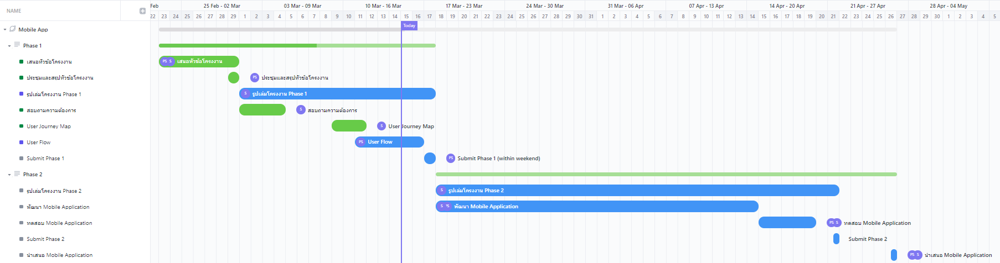 NAME
Feb 25 Feb - 02 Mar 03 Mar - 09 Mar 10 Mar - 16 Mar 17 Mar - 23 Mar 24 Mar - 30 Mar 31 Mar - 06 Apr 07 Apr - 13 Apr 14 Apr - 20 Apr 21 Apr - 27 Apr 28 Apr - 04 May
22 23 24 25 26 27 28 29 1 2 3 4 5 6 7 8 9 10 11 12 13 14 15 16 17 18 19 20 21 22 23 24 25 26 27 28 29 30 31 1 2 3 4 5 6 7 8 9 10 11 12 13 14 15 16 17 18 19 20 21 22 23 24 25 26 27 28 29 30 1 2 3 4 5
Today
Mobile App
Phase 1
เสนอหัวข้อโครงงาน PS S เสนอหัวข้อโครงงาน
ประชุมและสรุปหัวข้อโครงงาน PS ประชุมและสรุปหัวข้อโครงงาน
รูปเล่มโครงงาน Phase 1 S รูปเล่มโครงงาน Phase 1
สอบถามความต้องการ S สอบถามความต้องการ
User Journey Map S User Journey Map
User Flow PS User Flow
Submit Phase 1 PS Submit Phase 1 (within weekend)
Phase 2
รูปเล่มโครงงาน Phase 2 S รูปเล่มโครงงาน Phase 2
พัฒนา Mobile Application S PS พัฒนา Mobile Application
ทดสอบ Mobile Application PS S ทดสอบ Mobile Application
Submit Phase 2 Submit Phase 2
นำเสนอ Mobile Application PS S นำเสนอ Mobile Application